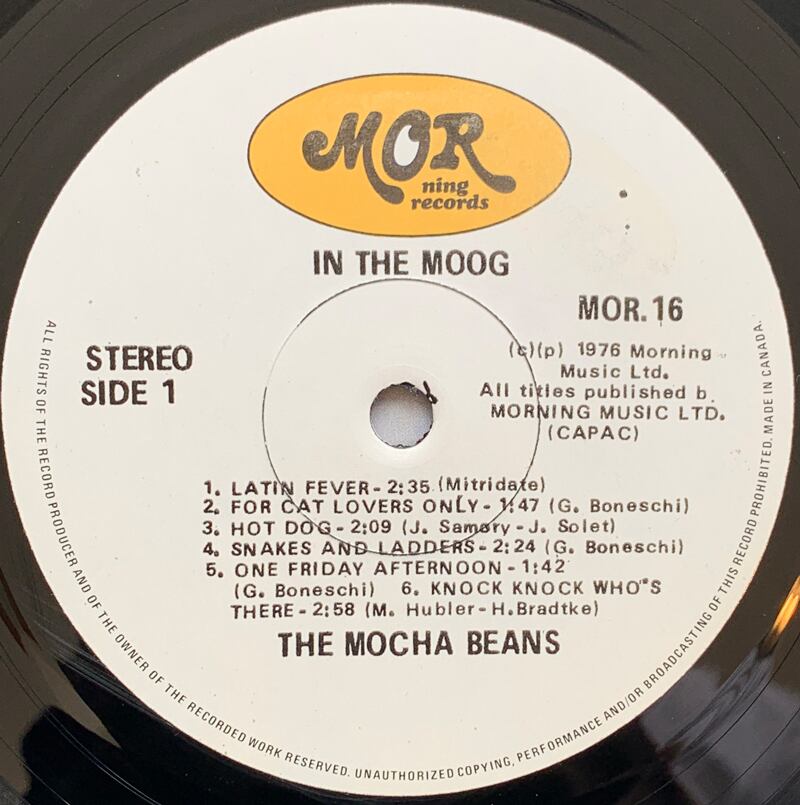 MOR
ning
records
IN THE MOOG
MOR.16
STEREO
SIDE 1
(c)(p) 1976 Morning
Music Ltd.
All titles published b.
MORNING MUSIC LTD.
(CAPAC)
1. LATIN FEVER - 2:35 (Mitridate)
2. FOR CAT LOVERS ONLY - 1:47 (G. Boneschi)
3. HOT DOG - 2:09 (J. Samory - J. Solet)
4. SNAKES AND LADDERS - 2:24 (G. Boneschi)
5. ONE FRIDAY AFTERNOON - 1:42
(G. Boneschi) 6. KNOCK KNOCK WHO'S
THERE - 2:58 (M. Hubler - H. Bradtke)
THE MOCHA BEANS
ALL RIGHTS OF THE RECORD PRODUCER AND OF THE OWNER OF THE RECORDED WORK RESERVED. UNAUTHORIZED COPYING, PERFORMANCE AND/OR BROADCASTING OF THIS RECORD PROHIBITED. MADE IN CANADA.